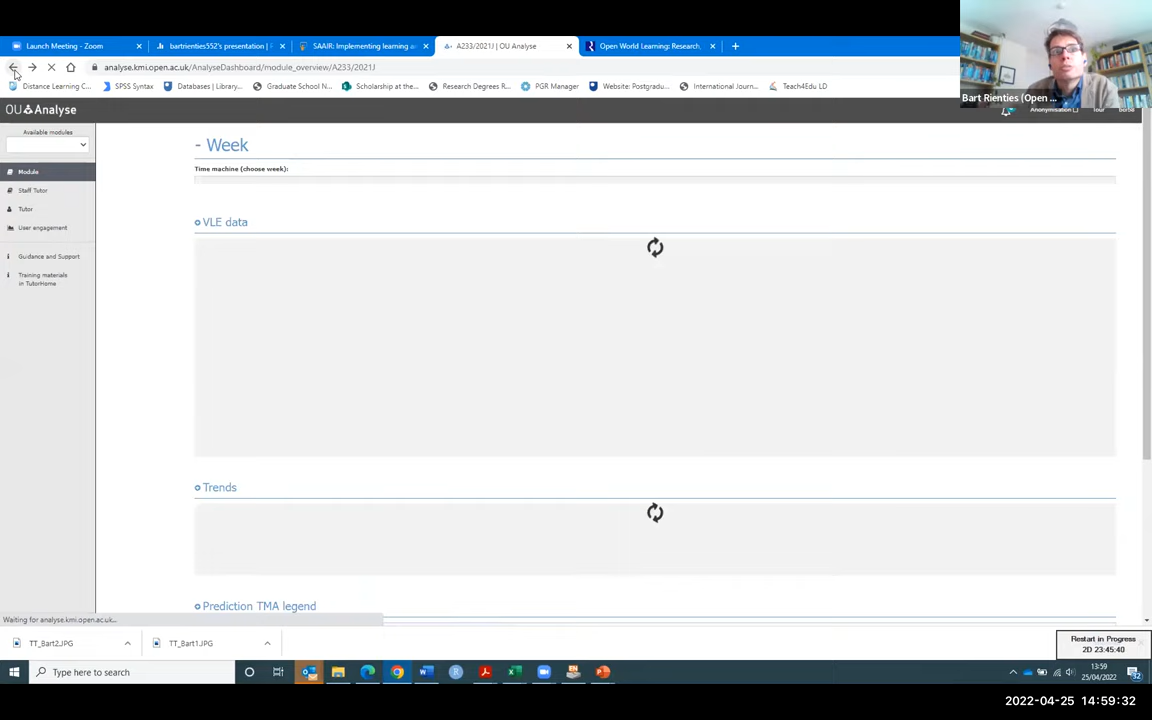 Launch Meeting - Zoom
bartrienties552's presentation | F
SAAIR: Implementing learning a
A233/2021J | OU Analyse
Open World Learning: Research,
analyse.kmi.open.ac.uk/AnalyseDashboard/module_overview/A233/2021J
Distance Learning C...
SPSS Syntax
Databases | Library...
Graduate School N...
Scholarship at the...
Research Degrees R...
PGR Manager
Website: Postgradu...
International Journ...
Teach4Edu LD
Bart Rienties (Open ...
OU Analyse
Anonymisation
Tour
Available modules
- Week
Time machine (choose week):
Module
Staff Tutor
Tutor
User engagement
Guidance and Support
Training materials
in TutorHome
VLE data
Trends
Prediction TMA legend
Waiting for analyse.kmi.open.ac.uk...
TT_Bart2.JPG
TT_Bart1.JPG
Restart in Progress
2D 23:45:40
Type here to search
13:59
25/04/2022
32
2022-04-25 14:59:32